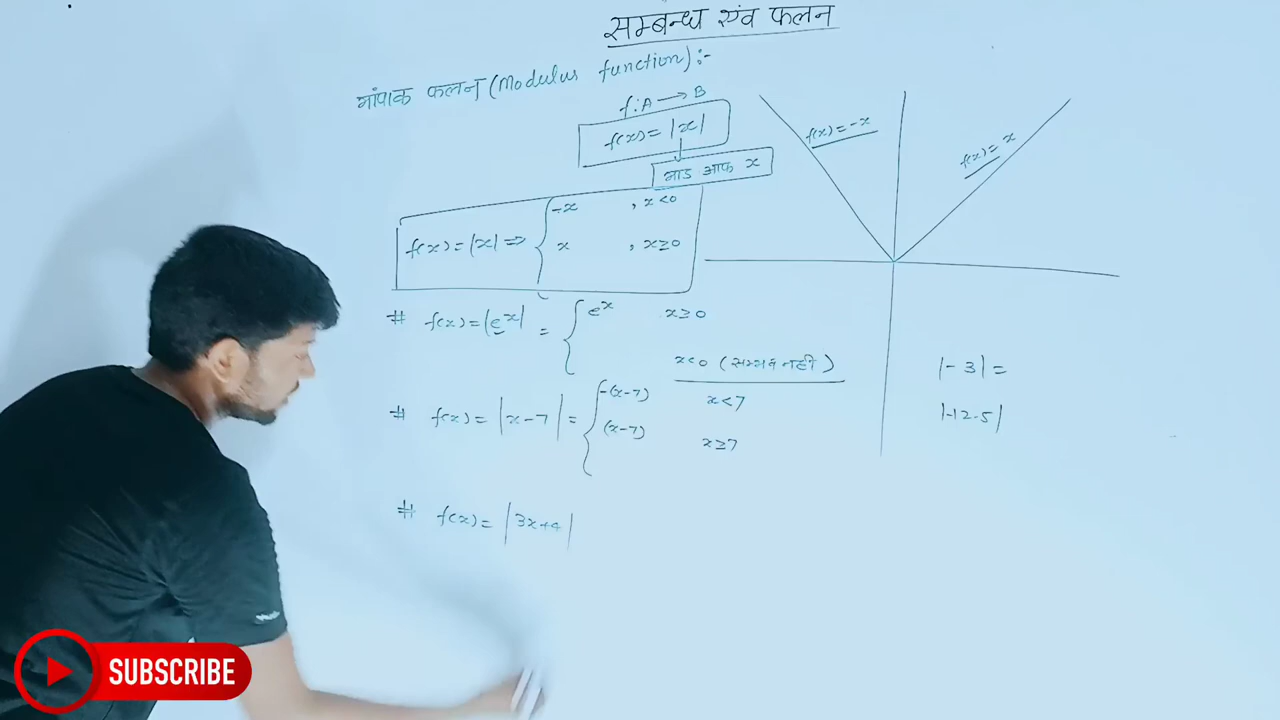 सम्बन्ध एंव फलन
मांपाक फलन (Modulus function):-
f:A → B
f(x)= |x|
माड आफ x
f(x)=-x
f(x)= x
f(x)=|x| => { -x , x<0
x , x≥0
# f(x)=|e^x| = { e^x x≥0
x<0 (सम्भव नहीं)
# f(x)= |x-7| = { -(x-7) x<7
(x-7) x≥7
|-3|=
|-12.5|
# f(x)= |3x+4|
SUBSCRIBE